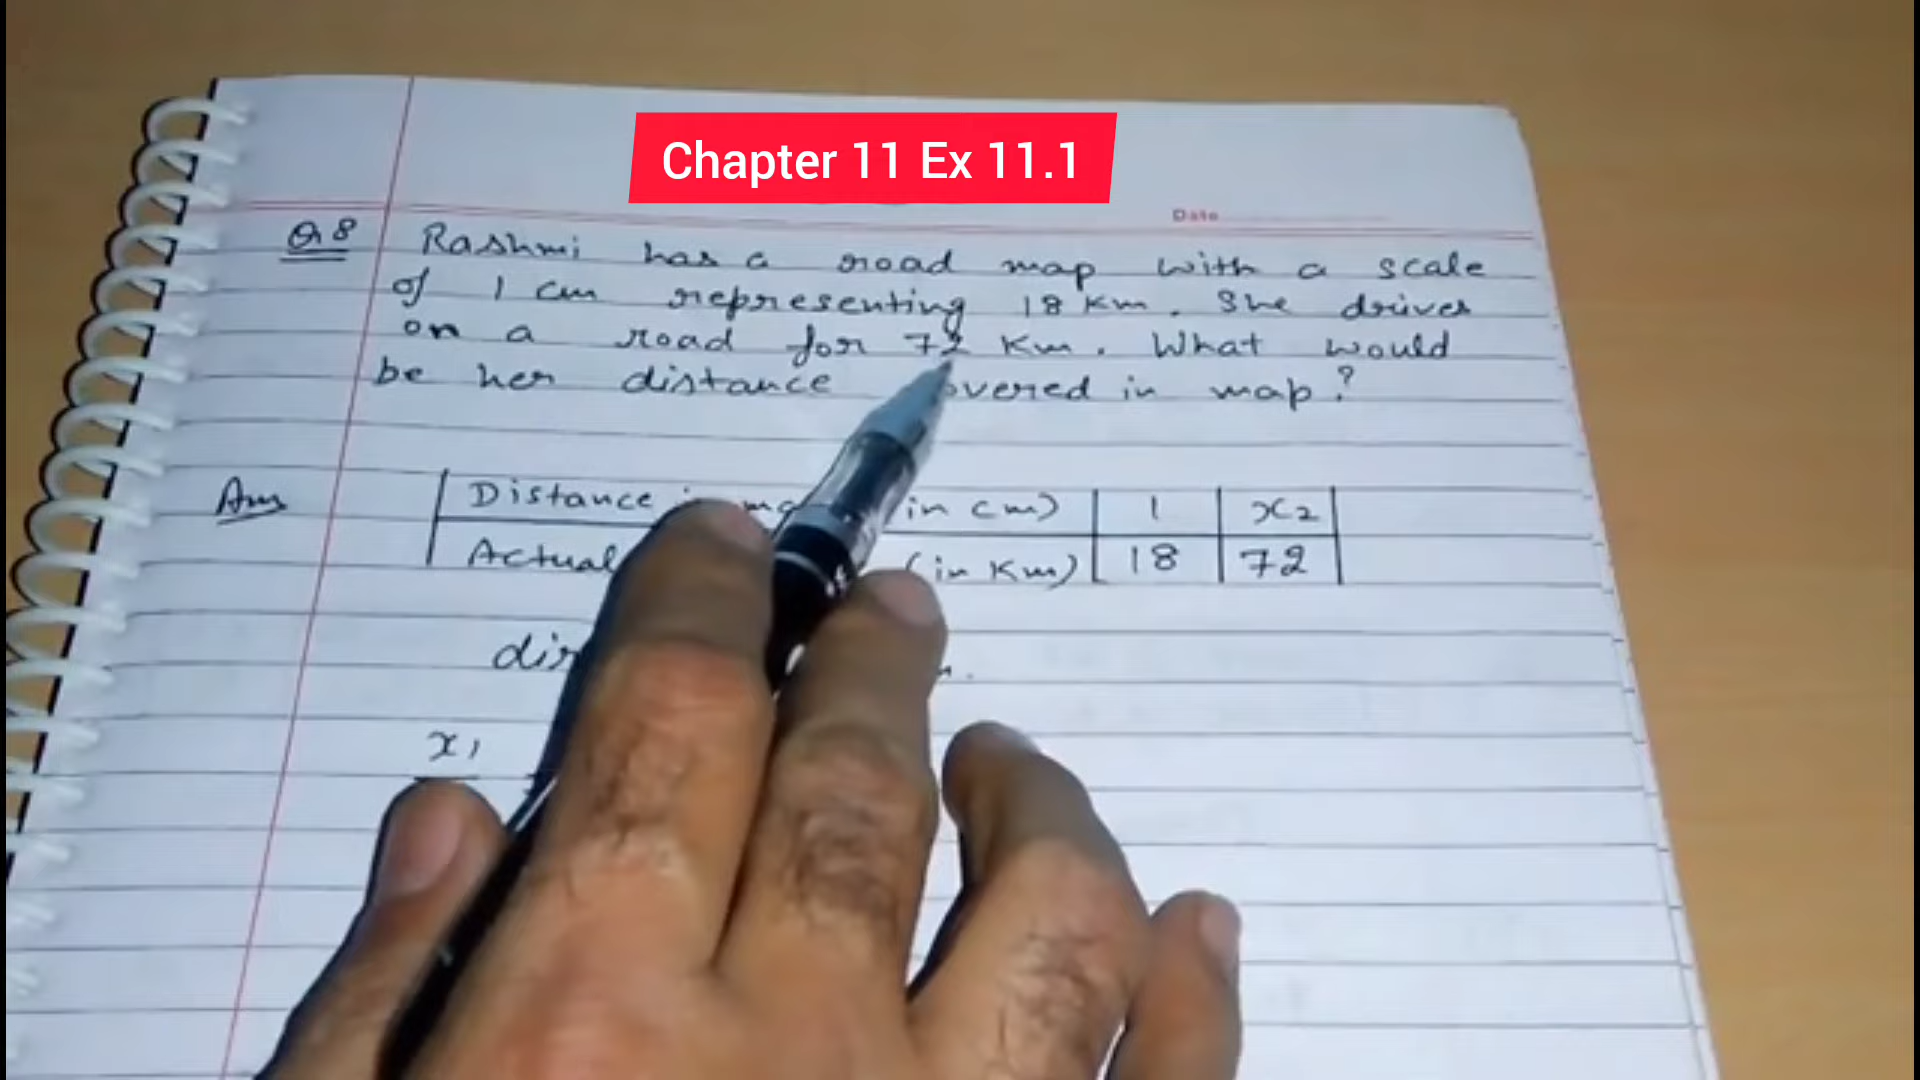 Chapter 11 Ex 11.1
Date
Q8 Rashmi has a road map with a scale
of 1 cm representing 18 Km. She drives
on a road for 72 Km. What would
be her distance covered in map?
Ans
Distance (in cm) 1 x2
Actual (in Km) 18 72
x1